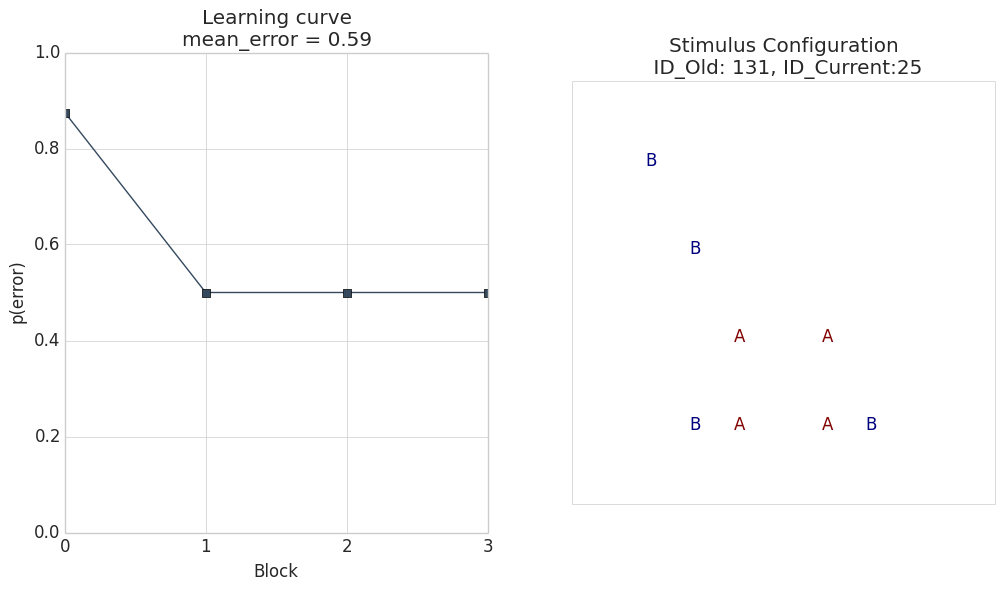 Learning curve
mean_error = 0.59
1.0
0.8
0.6
0.4
0.2
0.0
p(error)
0 1 2 3
Block
Stimulus Configuration
ID_Old: 131, ID_Current:25
B
B
A A
B A A B